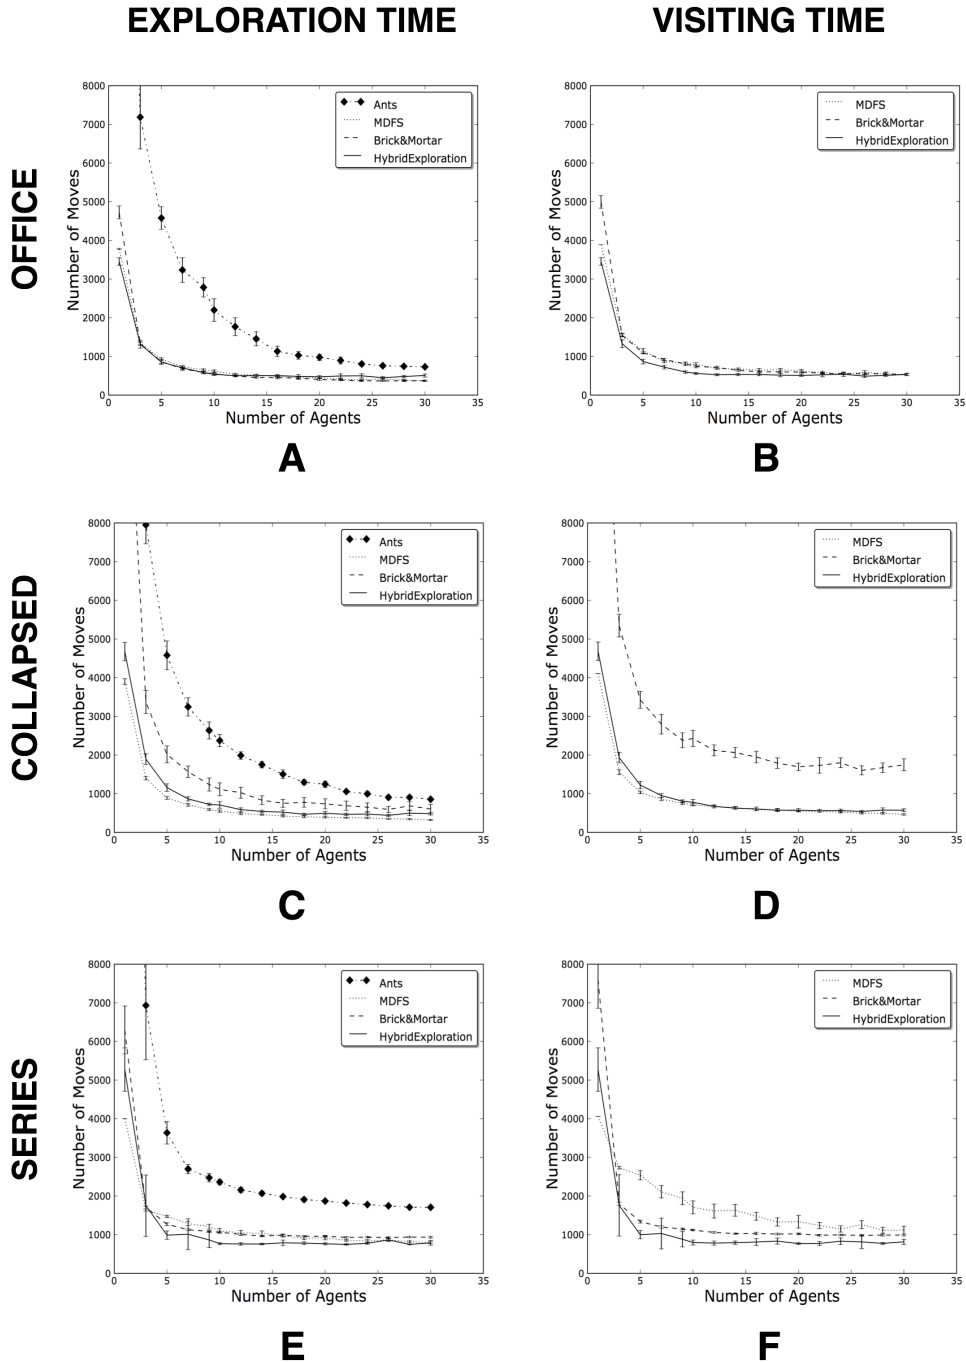 EXPLORATION TIME
VISITING TIME
OFFICE
8000
7000
6000
5000
4000
3000
2000
1000
0
Number of Moves
Ants
MDFS
Brick&Mortar
HybridExploration
0 5 10 15 20 25 30 35
Number of Agents
A
8000
7000
6000
5000
4000
3000
2000
1000
0
Number of Moves
MDFS
Brick&Mortar
HybridExploration
0 5 10 15 20 25 30 35
Number of Agents
B
COLLAPSED
8000
7000
6000
5000
4000
3000
2000
1000
0
Number of Moves
Ants
MDFS
Brick&Mortar
HybridExploration
0 5 10 15 20 25 30 35
Number of Agents
C
8000
7000
6000
5000
4000
3000
2000
1000
0
Number of Moves
MDFS
Brick&Mortar
HybridExploration
0 5 10 15 20 25 30 35
Number of Agents
D
SERIES
8000
7000
6000
5000
4000
3000
2000
1000
0
Number of Moves
Ants
MDFS
Brick&Mortar
HybridExploration
0 5 10 15 20 25 30 35
Number of Agents
E
8000
7000
6000
5000
4000
3000
2000
1000
0
Number of Moves
MDFS
Brick&Mortar
HybridExploration
0 5 10 15 20 25 30 35
Number of Agents
F